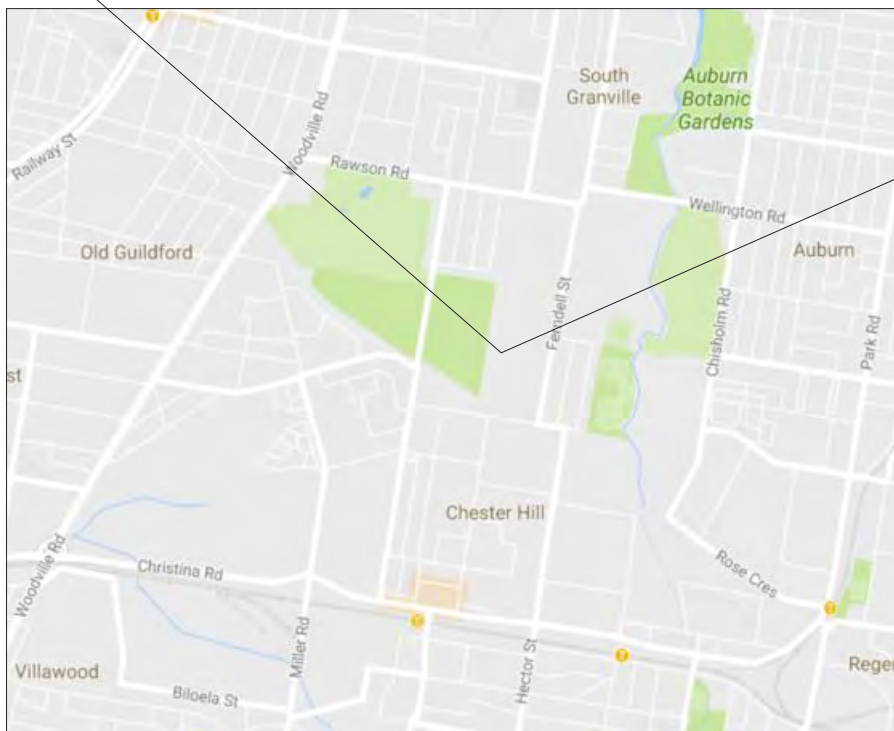 South
Granville
Auburn
Botanic
Gardens
Railway St
Woodville Rd
Rawson Rd
Wellington Rd
Old Guildford
Auburn
Ferndell St
Chisholm Rd
Park Rd
st
Chester Hill
Woodville Rd
Christina Rd
Rose Cres
T
T
T
T
Miller Rd
Hector St
Villawood
Biloela St
Regen